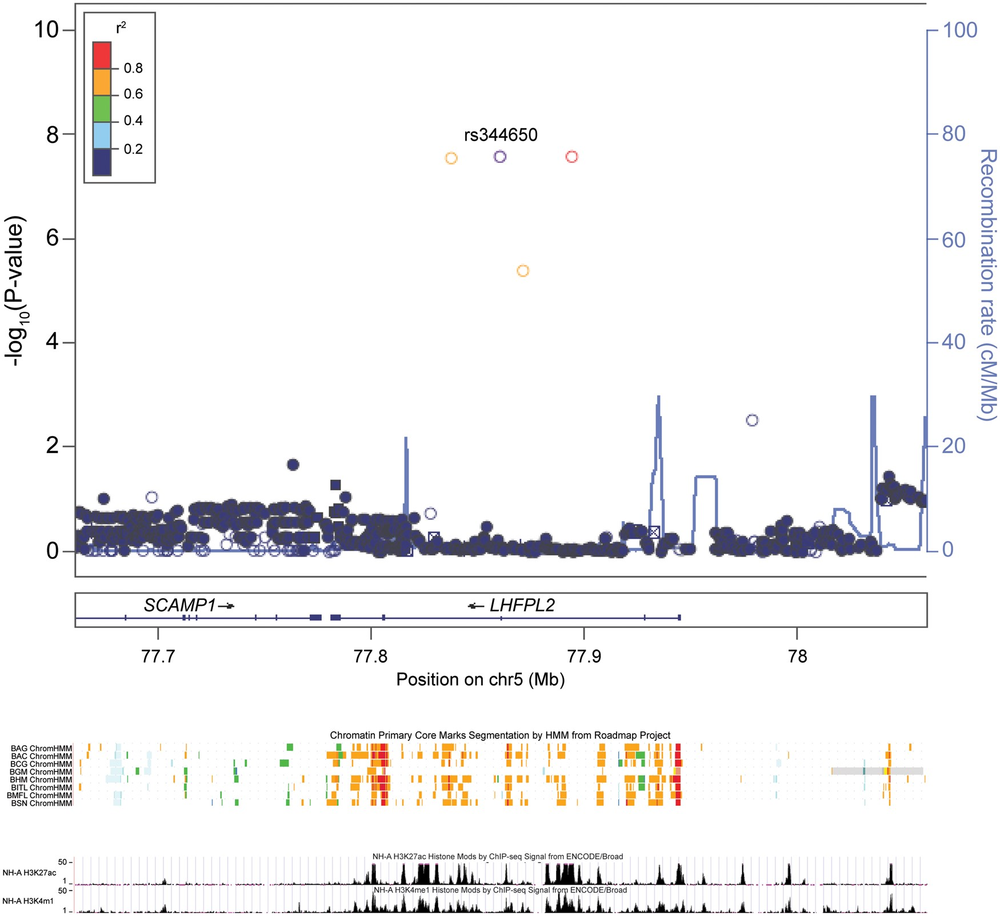 r2
0.8
0.6
0.4
0.2
10
8
6
4
2
0
-log10(P-value)
100
80
60
40
20
0
Recombination rate (cM/Mb)
rs344650
SCAMP1
LHFPL2
77.7
77.8
77.9
78
Position on chr5 (Mb)
Chromatin Primary Core Marks Segmentation by HMM from Roadmap Project
BAG ChromHMM
BAC ChromHMM
BCG ChromHMM
BGM ChromHMM
BHM ChromHMM
BITL ChromHMM
BMFL ChromHMM
BSN ChromHMM
NH-A H3K27ac Histone Mods by ChIP-seq Signal from ENCODE/Broad
50
NH-A H3K27ac
1
NH-A H3K4me1 Histone Mods by ChIP-seq Signal from ENCODE/Broad
50
NH-A H3K4m1
1